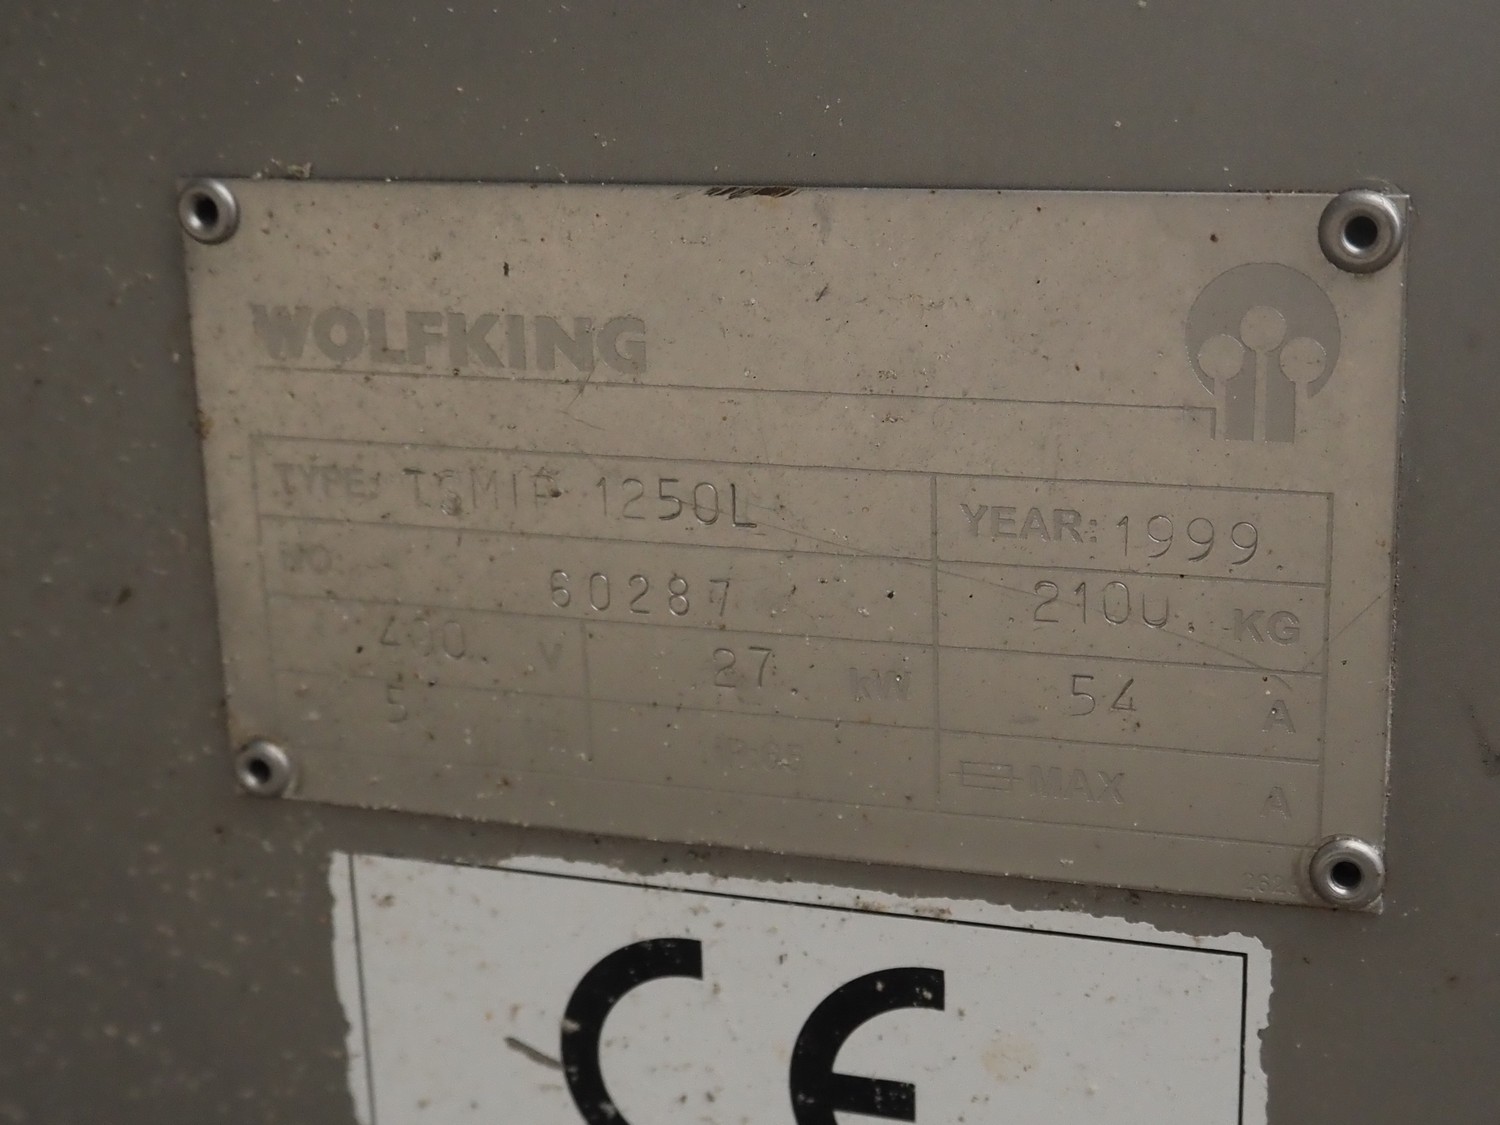 WOLFKING
TYPE: TSMIP 1250L YEAR: 1999
NO: 60287 2100 KG
400 V 27 kW 54 A
5 MAX A
CE